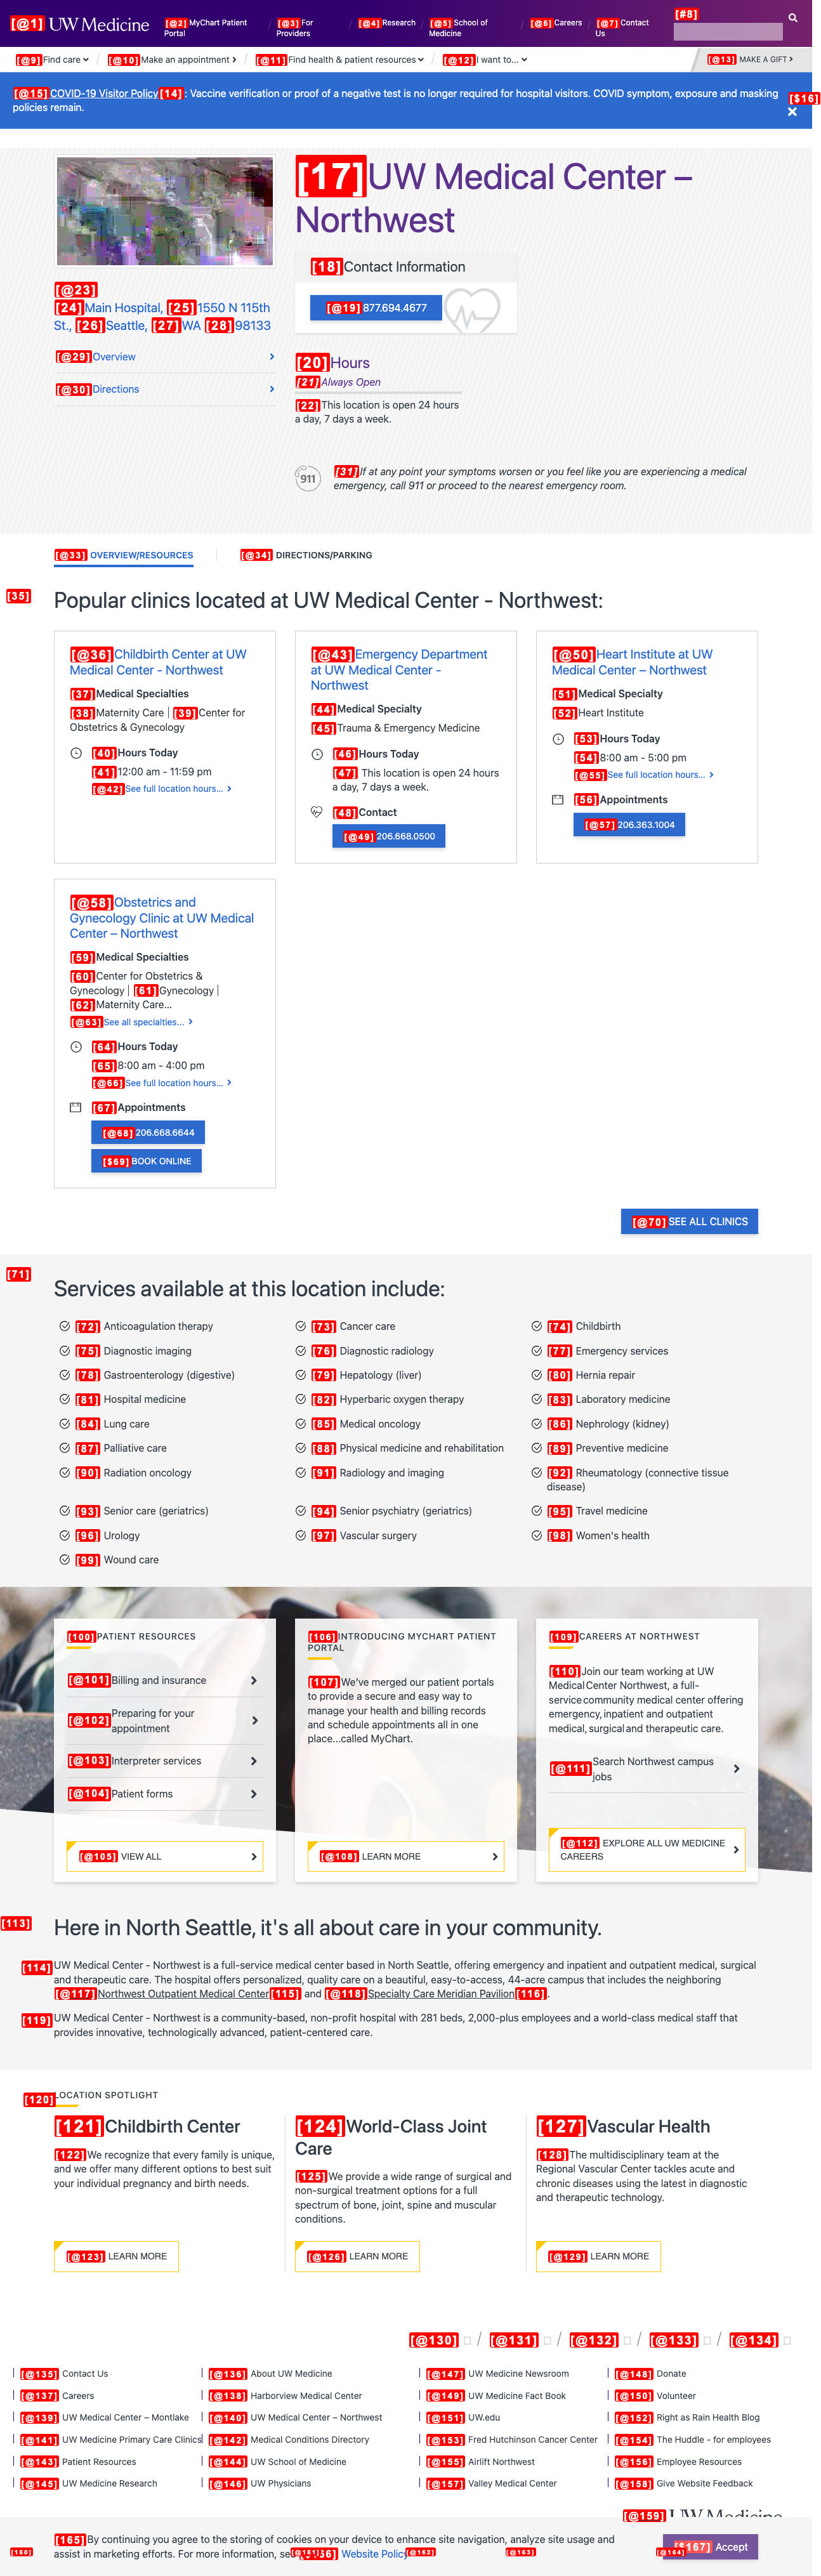 [@1] UW Medicine
[@2] MyChart Patient Portal
[@3] For Providers
[@4] Research
[@5] School of Medicine
[@6] Careers
[@7] Contact Us
[#8]
[@9] Find care
[@10] Make an appointment
[@11] Find health & patient resources
[@12] I want to...
[@13] MAKE A GIFT
[@15] COVID-19 Visitor Policy [14] : Vaccine verification or proof of a negative test is no longer required for hospital visitors. COVID symptom, exposure and masking
policies remain.
[$16]
[17] UW Medical Center –
Northwest
[18] Contact Information
[@19] 877.694.4677
[@23]
[24] Main Hospital, [25] 1550 N 115th
St., [26] Seattle, [27] WA [28] 98133
[@29] Overview
[@30] Directions
[20] Hours
[21] Always Open
[22] This location is open 24 hours
a day, 7 days a week.
911
[31] If at any point your symptoms worsen or you feel like you are experiencing a medical
emergency, call 911 or proceed to the nearest emergency room.
[@33] OVERVIEW/RESOURCES
[@34] DIRECTIONS/PARKING
[35] Popular clinics located at UW Medical Center - Northwest:
[@36] Childbirth Center at UW
Medical Center - Northwest
[37] Medical Specialties
[38] Maternity Care | [39] Center for
Obstetrics & Gynecology
[40] Hours Today
[41] 12:00 am - 11:59 pm
[@42] See full location hours...
[@43] Emergency Department
at UW Medical Center -
Northwest
[44] Medical Specialty
[45] Trauma & Emergency Medicine
[46] Hours Today
[47] This location is open 24 hours
a day, 7 days a week.
[48] Contact
[@49] 206.668.0500
[@50] Heart Institute at UW
Medical Center – Northwest
[51] Medical Specialty
[52] Heart Institute
[53] Hours Today
[54] 8:00 am - 5:00 pm
[@55] See full location hours...
[56] Appointments
[@57] 206.363.1004
[@58] Obstetrics and
Gynecology Clinic at UW Medical
Center – Northwest
[59] Medical Specialties
[60] Center for Obstetrics &
Gynecology | [61] Gynecology |
[62] Maternity Care...
[@63] See all specialties...
[64] Hours Today
[65] 8:00 am - 4:00 pm
[@66] See full location hours...
[67] Appointments
[@68] 206.668.6644
[$69] BOOK ONLINE
[@70] SEE ALL CLINICS
[71] Services available at this location include:
[72] Anticoagulation therapy
[73] Cancer care
[74] Childbirth
[75] Diagnostic imaging
[76] Diagnostic radiology
[77] Emergency services
[78] Gastroenterology (digestive)
[79] Hepatology (liver)
[80] Hernia repair
[81] Hospital medicine
[82] Hyperbaric oxygen therapy
[83] Laboratory medicine
[84] Lung care
[85] Medical oncology
[86] Nephrology (kidney)
[87] Palliative care
[88] Physical medicine and rehabilitation
[89] Preventive medicine
[90] Radiation oncology
[91] Radiology and imaging
[92] Rheumatology (connective tissue
disease)
[93] Senior care (geriatrics)
[94] Senior psychiatry (geriatrics)
[95] Travel medicine
[96] Urology
[97] Vascular surgery
[98] Women's health
[99] Wound care
[100] PATIENT RESOURCES
[@101] Billing and insurance
[@102] Preparing for your
appointment
[@103] Interpreter services
[@104] Patient forms
[@105] VIEW ALL
[106] INTRODUCING MYCHART PATIENT
PORTAL
[107] We've merged our patient portals
to provide a secure and easy way to
manage your health and billing records
and schedule appointments all in one
place...called MyChart.
[@108] LEARN MORE
[109] CAREERS AT NORTHWEST
[110] Join our team working at UW
Medical Center Northwest, a full-
service community medical center offering
emergency, inpatient and outpatient
medical, surgical and therapeutic care.
[@111] Search Northwest campus
jobs
[@112] EXPLORE ALL UW MEDICINE
CAREERS
[113] Here in North Seattle, it's all about care in your community.
[114] UW Medical Center - Northwest is a full-service medical center based in North Seattle, offering emergency and inpatient and outpatient medical, surgical
and therapeutic care. The hospital offers personalized, quality care on a beautiful, easy-to-access, 44-acre campus that includes the neighboring
[@117] Northwest Outpatient Medical Center [115] and [@118] Specialty Care Meridian Pavilion [116] .
[119] UW Medical Center - Northwest is a community-based, non-profit hospital with 281 beds, 2,000-plus employees and a world-class medical staff that
provides innovative, technologically advanced, patient-centered care.
[120] LOCATION SPOTLIGHT
[121] Childbirth Center
[122] We recognize that every family is unique,
and we offer many different options to best suit
your individual pregnancy and birth needs.
[@123] LEARN MORE
[124] World-Class Joint
Care
[125] We provide a wide range of surgical and
non-surgical treatment options for a full
spectrum of bone, joint, spine and muscular
conditions.
[@126] LEARN MORE
[127] Vascular Health
[128] The multidisciplinary team at the
Regional Vascular Center tackles acute and
chronic diseases using the latest in diagnostic
and therapeutic technology.
[@129] LEARN MORE
[@130] / [@131] / [@132] / [@133] / [@134]
[@135] Contact Us
[@136] About UW Medicine
[@147] UW Medicine Newsroom
[@148] Donate
[@137] Careers
[@138] Harborview Medical Center
[@149] UW Medicine Fact Book
[@150] Volunteer
[@139] UW Medical Center – Montlake
[@140] UW Medical Center – Northwest
[@151] UW.edu
[@152] Right as Rain Health Blog
[@141] UW Medicine Primary Care Clinics
[@142] Medical Conditions Directory
[@153] Fred Hutchinson Cancer Center
[@154] The Huddle - for employees
[@143] Patient Resources
[@144] UW School of Medicine
[@155] Airlift Northwest
[@156] Employee Resources
[@145] UW Medicine Research
[@146] UW Physicians
[@157] Valley Medical Center
[@158] Give Website Feedback
[@159] UW Medicine
[165] By continuing you agree to the storing of cookies on your device to enhance site navigation, analyze site usage and
assist in marketing efforts. For more information, see Website Policy
[$167] Accept
[160]
[@162]
[@163]
[@164]